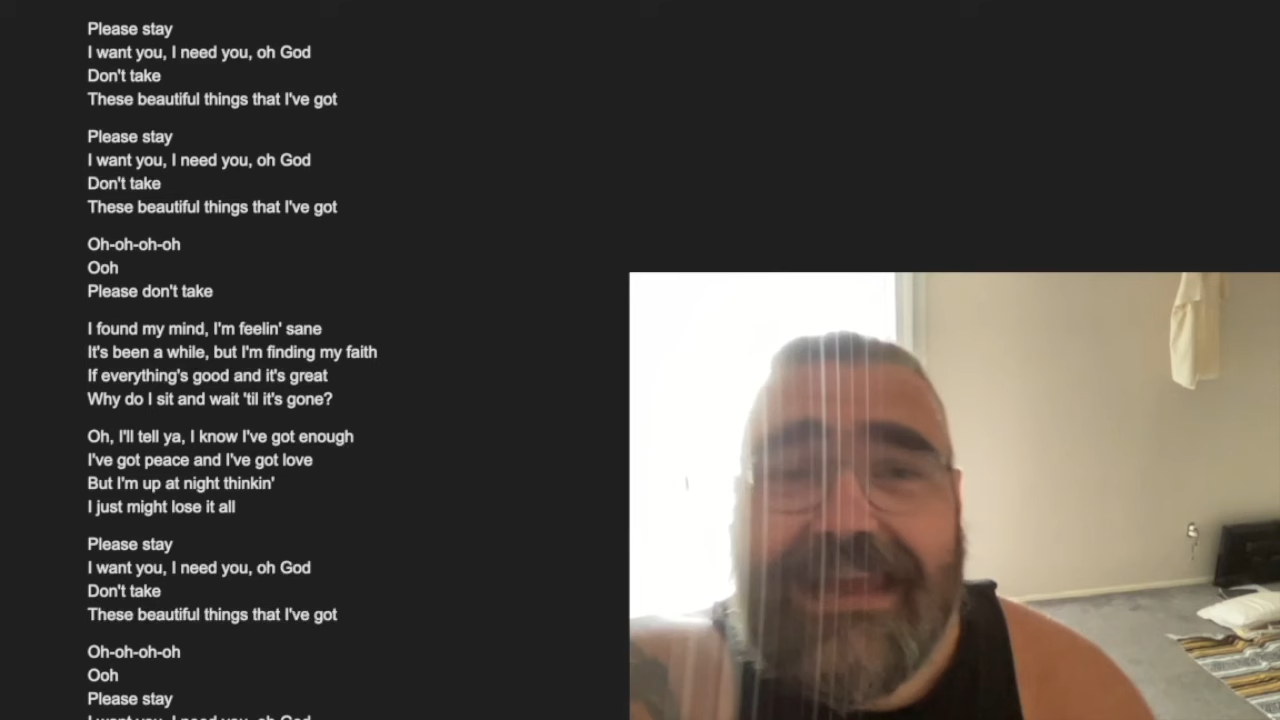 Please stay
I want you, I need you, oh God
Don't take
These beautiful things that I've got
Please stay
I want you, I need you, oh God
Don't take
These beautiful things that I've got
Oh-oh-oh-oh
Ooh
Please don't take
I found my mind, I'm feelin' sane
It's been a while, but I'm finding my faith
If everything's good and it's great
Why do I sit and wait 'til it's gone?
Oh, I'll tell ya, I know I've got enough
I've got peace and I've got love
But I'm up at night thinkin'
I just might lose it all
Please stay
I want you, I need you, oh God
Don't take
These beautiful things that I've got
Oh-oh-oh-oh
Ooh
Please stay
I want you, I need you, oh God